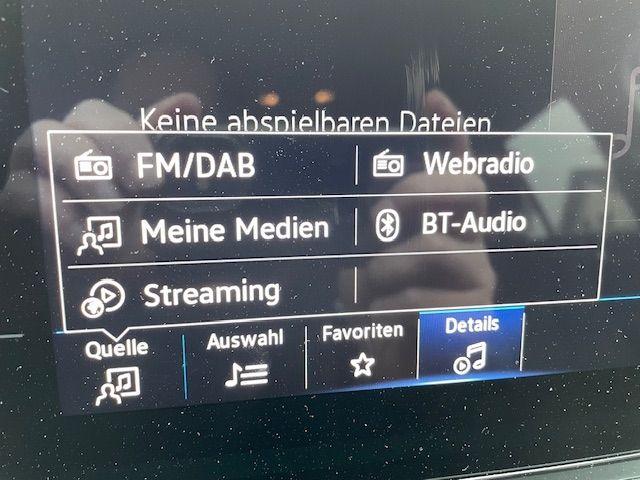 Keine abspielbaren Dateien
FM/DAB
Webradio
Meine Medien
BT-Audio
Streaming
Quelle
Auswahl
Favoriten
Details